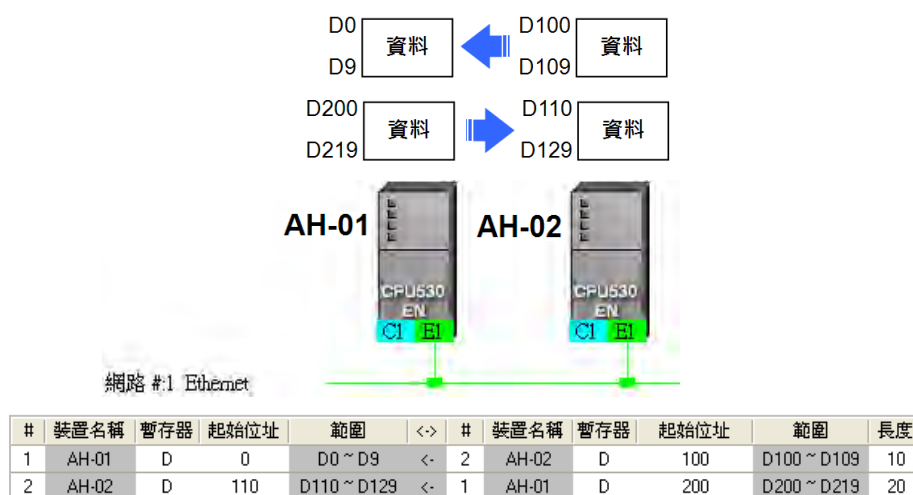 D0 資料 D100 資料
D9 D109
D200 資料 D110 資料
D219 D129
AH-01 AH-02
CPU530 CPU530
EN EN
C1 E1 C1 E1
網路 #:1 Ethernet
# 裝置名稱 暫存器 起始位址 範圍 <-> # 裝置名稱 暫存器 起始位址 範圍 長度
1 AH-01 D 0 D0 ~ D9 <- 2 AH-02 D 100 D100 ~ D109 10
2 AH-02 D 110 D110 ~ D129 <- 1 AH-01 D 200 D200 ~ D219 20